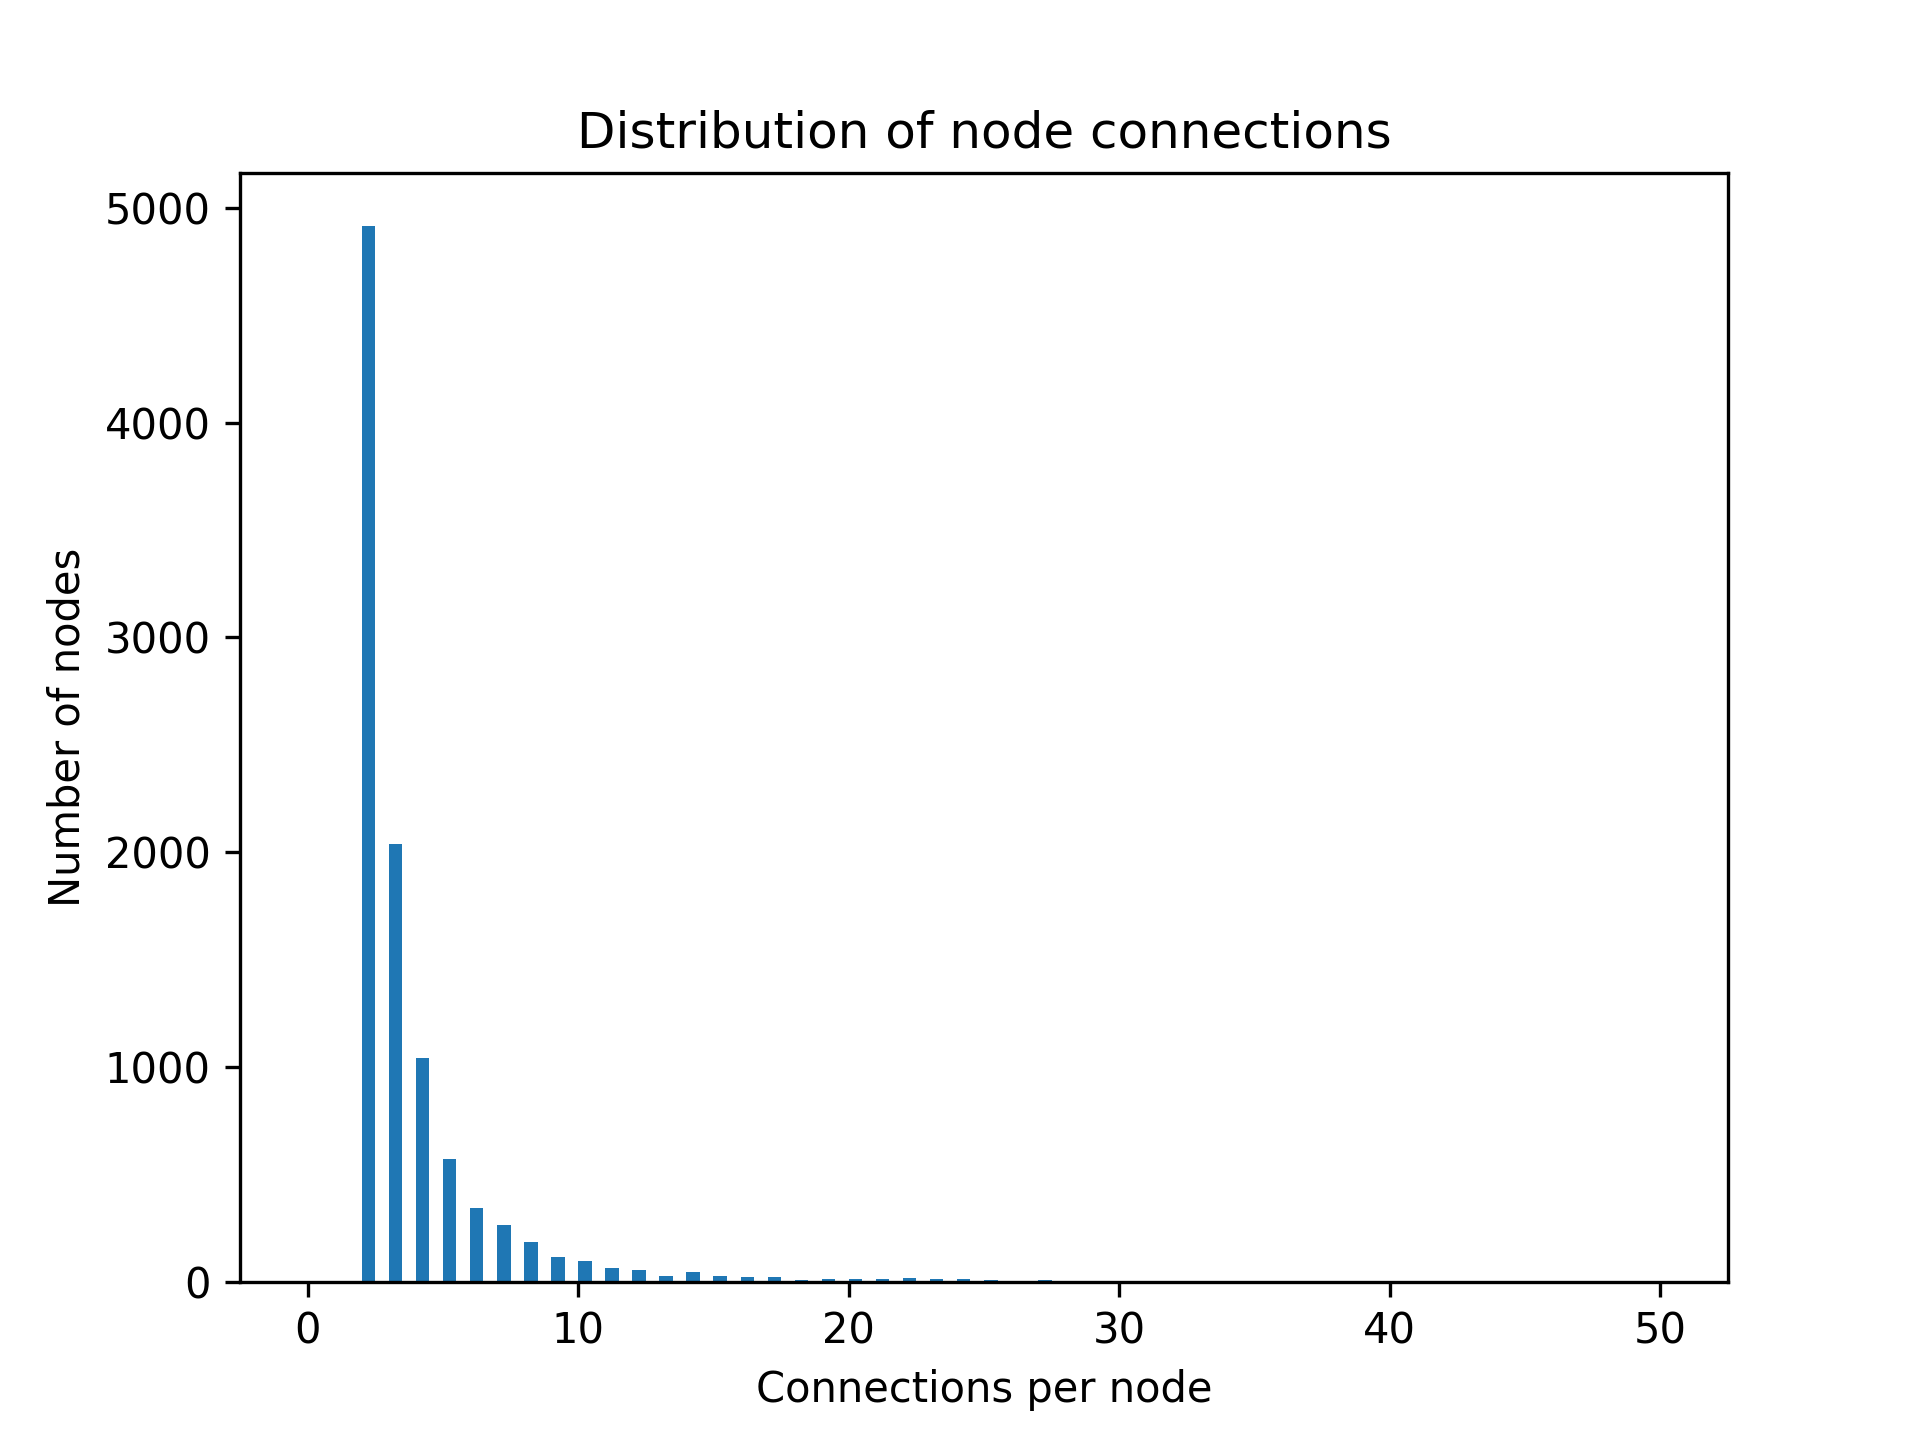 Distribution of node connections
5000
4000
3000
2000
1000
0
Number of nodes
0 10 20 30 40 50
Connections per node